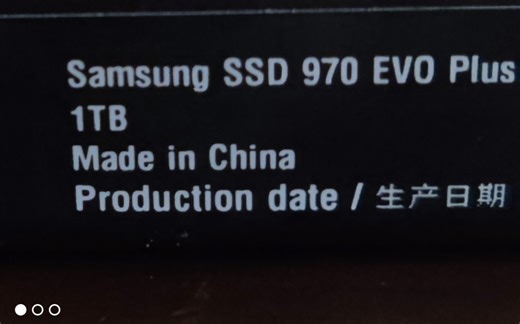 Samsung SSD 970 EVO Plus
1TB
Made in China
Production date / 生产日期